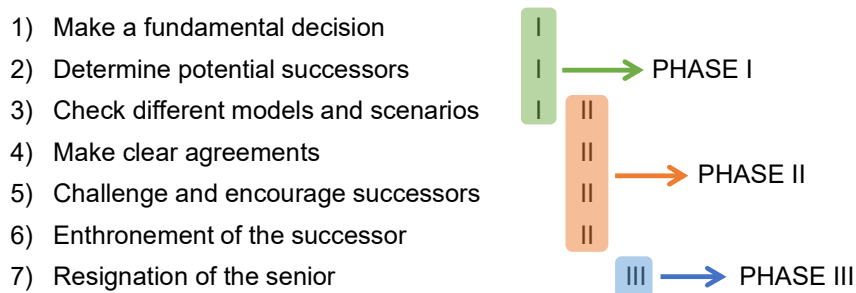 1) Make a fundamental decision I
2) Determine potential successors I PHASE I
3) Check different models and scenarios I II
4) Make clear agreements II
PHASE II
5) Challenge and encourage successors II
6) Enthronement of the successor II
7) Resignation of the senior III PHASE III